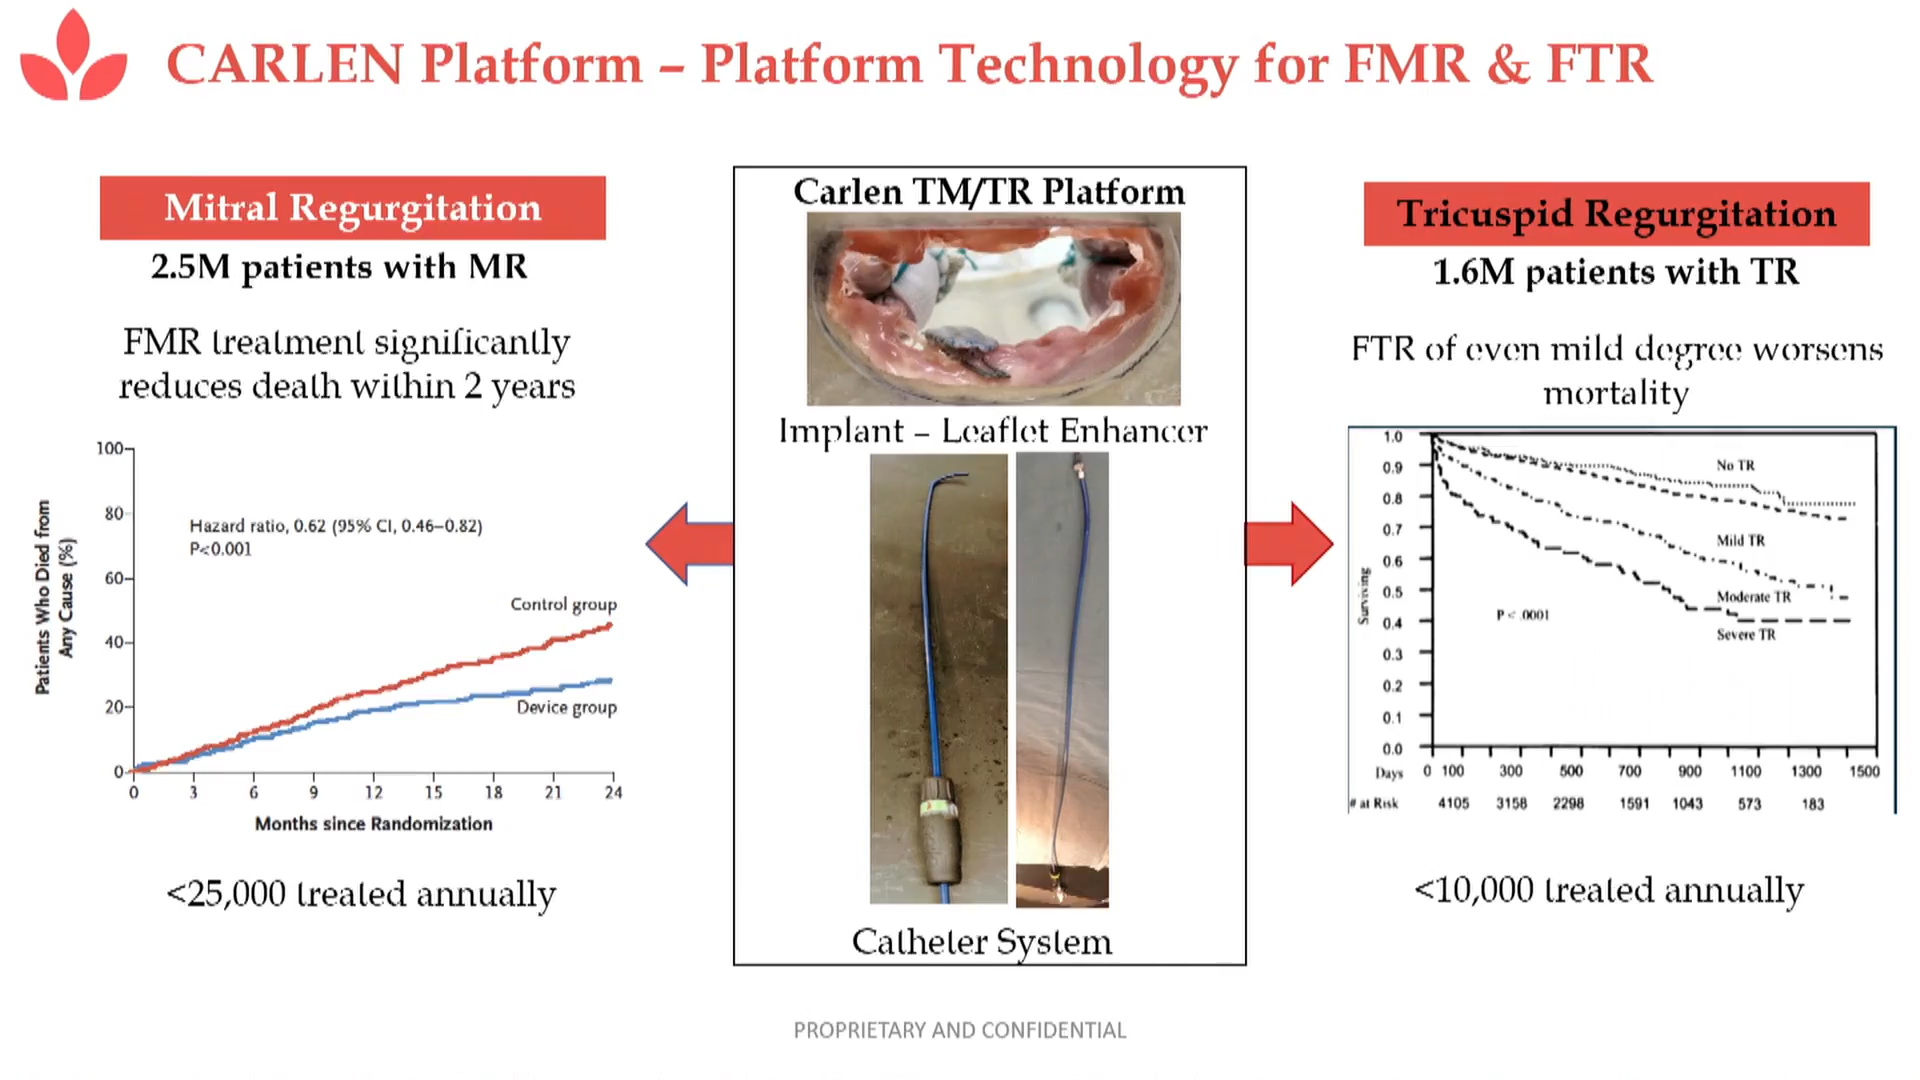 CARLEN Platform – Platform Technology for FMR & FTR
Mitral Regurgitation
2.5M patients with MR
FMR treatment significantly
reduces death within 2 years
Patients Who Died from
Any Cause (%)
100
80
60
40
20
0
Hazard ratio, 0.62 (95% CI, 0.46–0.82)
P<0.001
Control group
Device group
0 3 6 9 12 15 18 21 24
Months since Randomization
<25,000 treated annually
Carlen TM/TR Platform
Implant – Leaflet Enhancer
Catheter System
Tricuspid Regurgitation
1.6M patients with TR
FTR of even mild degree worsens
mortality
Surviving
1.0
0.9
0.8
0.7
0.6
0.5
0.4
0.3
0.2
0.1
0.0
No TR
Mild TR
Moderate TR
Severe TR
P < .0001
Days 0 100 300 500 700 900 1100 1300 1500
# at Risk 4105 3158 2298 1591 1043 573 183
<10,000 treated annually
PROPRIETARY AND CONFIDENTIAL